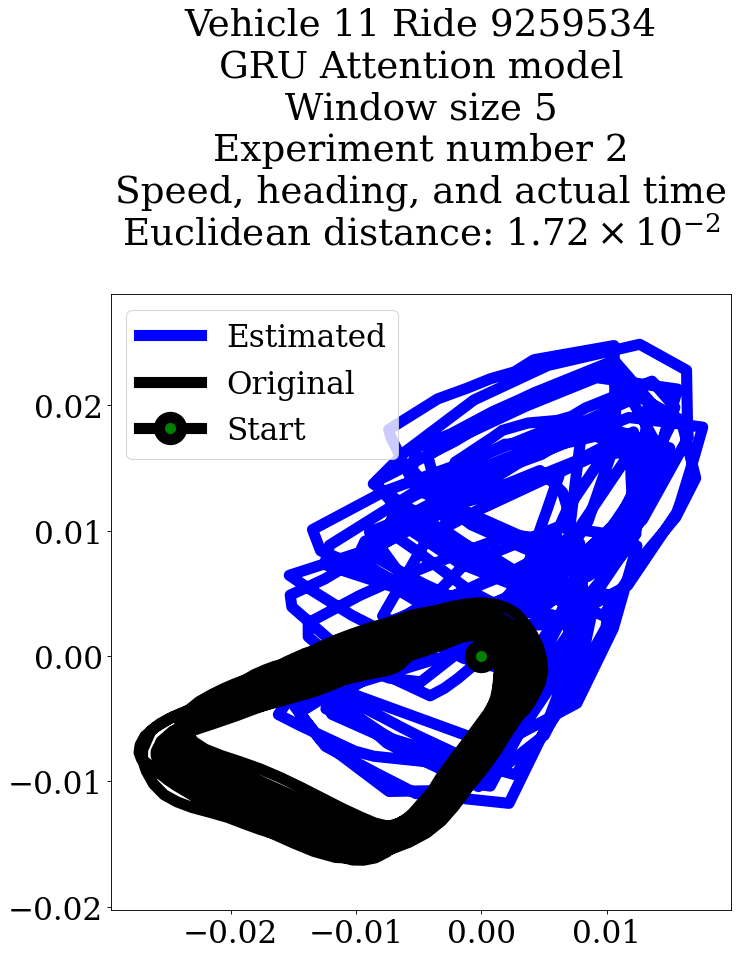 Vehicle 11 Ride 9259534
GRU Attention model
Window size 5
Experiment number 2
Speed, heading, and actual time
Euclidean distance: 1.72 × 10⁻²
Estimated
Original
Start
0.02
0.01
0.00
−0.01
−0.02
−0.02 −0.01 0.00 0.01